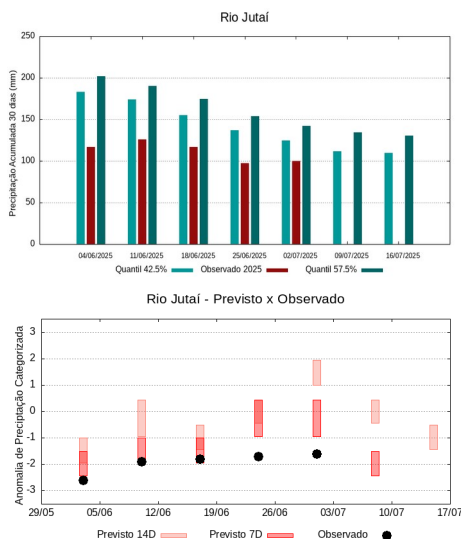 Rio Jutaí
Precipitação Acumulada 30 dias (mm)
250
200
150
100
50
0
04/06/2025 11/06/2025 18/06/2025 25/06/2025 02/07/2025 09/07/2025 16/07/2025
Quantil 42.5% Observado 2025 Quantil 57.5%
Rio Jutaí - Previsto x Observado
Anomalia de Precipitação Categorizada
3
2
1
0
-1
-2
-3
29/05 05/06 12/06 19/06 26/06 03/07 10/07 17/07
Previsto 14D Previsto 7D Observado